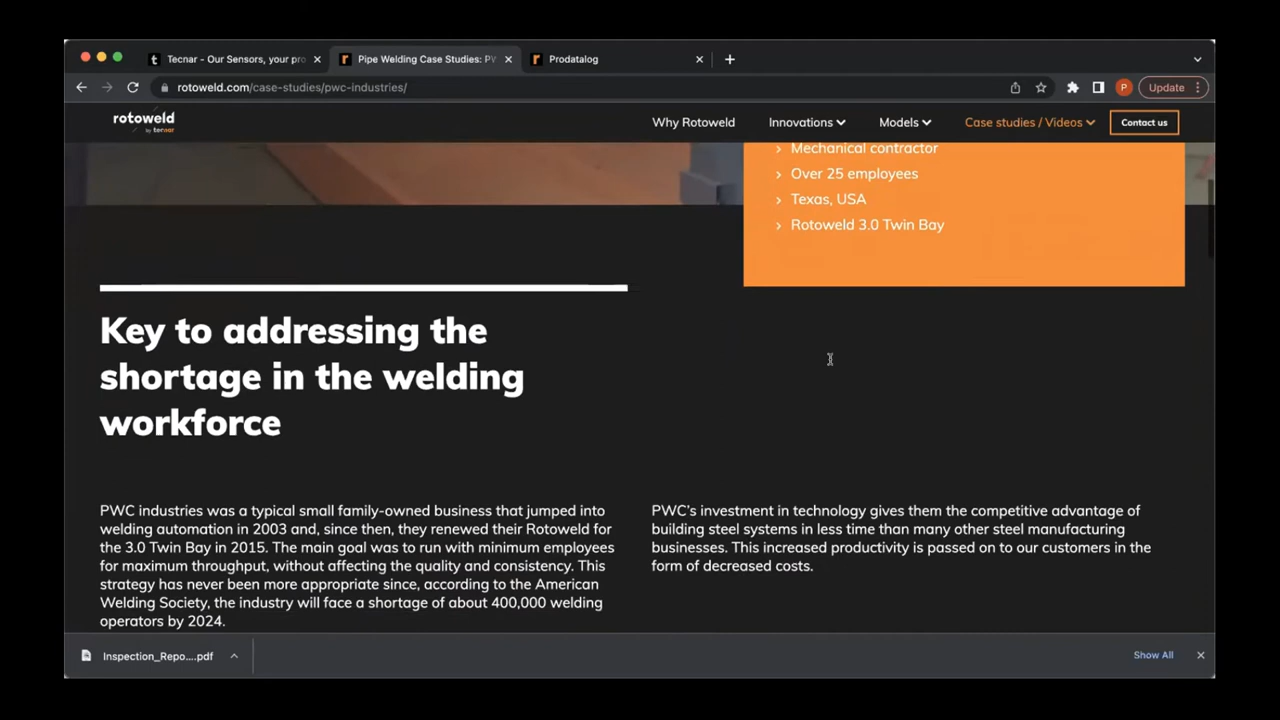 Tecnar - Our Sensors, your pro
Pipe Welding Case Studies: PV
Prodatalog
rotoweld.com/case-studies/pwc-industries/
P
Update
rotoweld
by tecnar
Why Rotoweld
Innovations
Models
Case studies / Videos
Contact us
Mechanical contractor
Over 25 employees
Texas, USA
Rotoweld 3.0 Twin Bay
Key to addressing the
shortage in the welding
workforce
PWC industries was a typical small family-owned business that jumped into
welding automation in 2003 and, since then, they renewed their Rotoweld for
the 3.0 Twin Bay in 2015. The main goal was to run with minimum employees
for maximum throughput, without affecting the quality and consistency. This
strategy has never been more appropriate since, according to the American
Welding Society, the industry will face a shortage of about 400,000 welding
operators by 2024.
PWC's investment in technology gives them the competitive advantage of
building steel systems in less time than many other steel manufacturing
businesses. This increased productivity is passed on to our customers in the
form of decreased costs.
Inspection_Repo....pdf
Show All